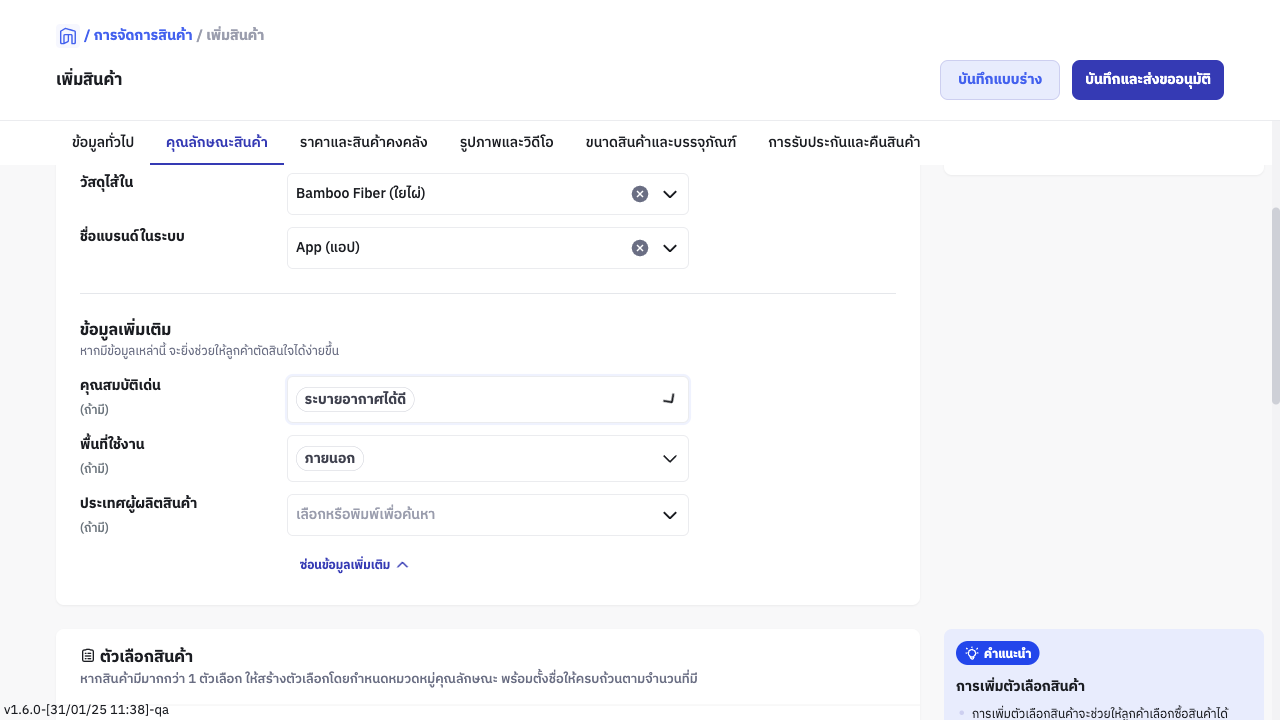 / การจัดการสินค้า / เพิ่มสินค้า
เพิ่มสินค้า
บันทึกแบบร่าง
บันทึกและส่งขออนุมัติ
ข้อมูลทั่วไป
คุณลักษณะสินค้า
ราคาและสินค้าคงคลัง
รูปภาพและวิดีโอ
ขนาดสินค้าและบรรจุภัณฑ์
การรับประกันและคืนสินค้า
วัสดุไส้ใน
Bamboo Fiber (ใยไผ่)
ชื่อแบรนด์ในระบบ
App (แอป)
ข้อมูลเพิ่มเติม
หากมีข้อมูลเหล่านี้ จะยิ่งช่วยให้ลูกค้าตัดสินใจได้ง่ายขึ้น
คุณสมบัติเด่น
(ถ้ามี)
ระบายอากาศได้ดี
พื้นที่ใช้งาน
(ถ้ามี)
ภายนอก
ประเทศผู้ผลิตสินค้า
(ถ้ามี)
เลือกหรือพิมพ์เพื่อค้นหา
ซ่อนข้อมูลเพิ่มเติม
ตัวเลือกสินค้า
หากสินค้ามีมากกว่า 1 ตัวเลือก ให้สร้างตัวเลือกโดยกำหนดหมวดหมู่คุณลักษณะ พร้อมตั้งชื่อให้ครบถ้วนตามจำนวนที่มี
คำแนะนำ
การเพิ่มตัวเลือกสินค้า
การเพิ่มตัวเลือกสินค้าจะช่วยให้ลูกค้าเลือกซื้อสินค้าได้
v1.6.0-[31/01/25 11:38]-qa